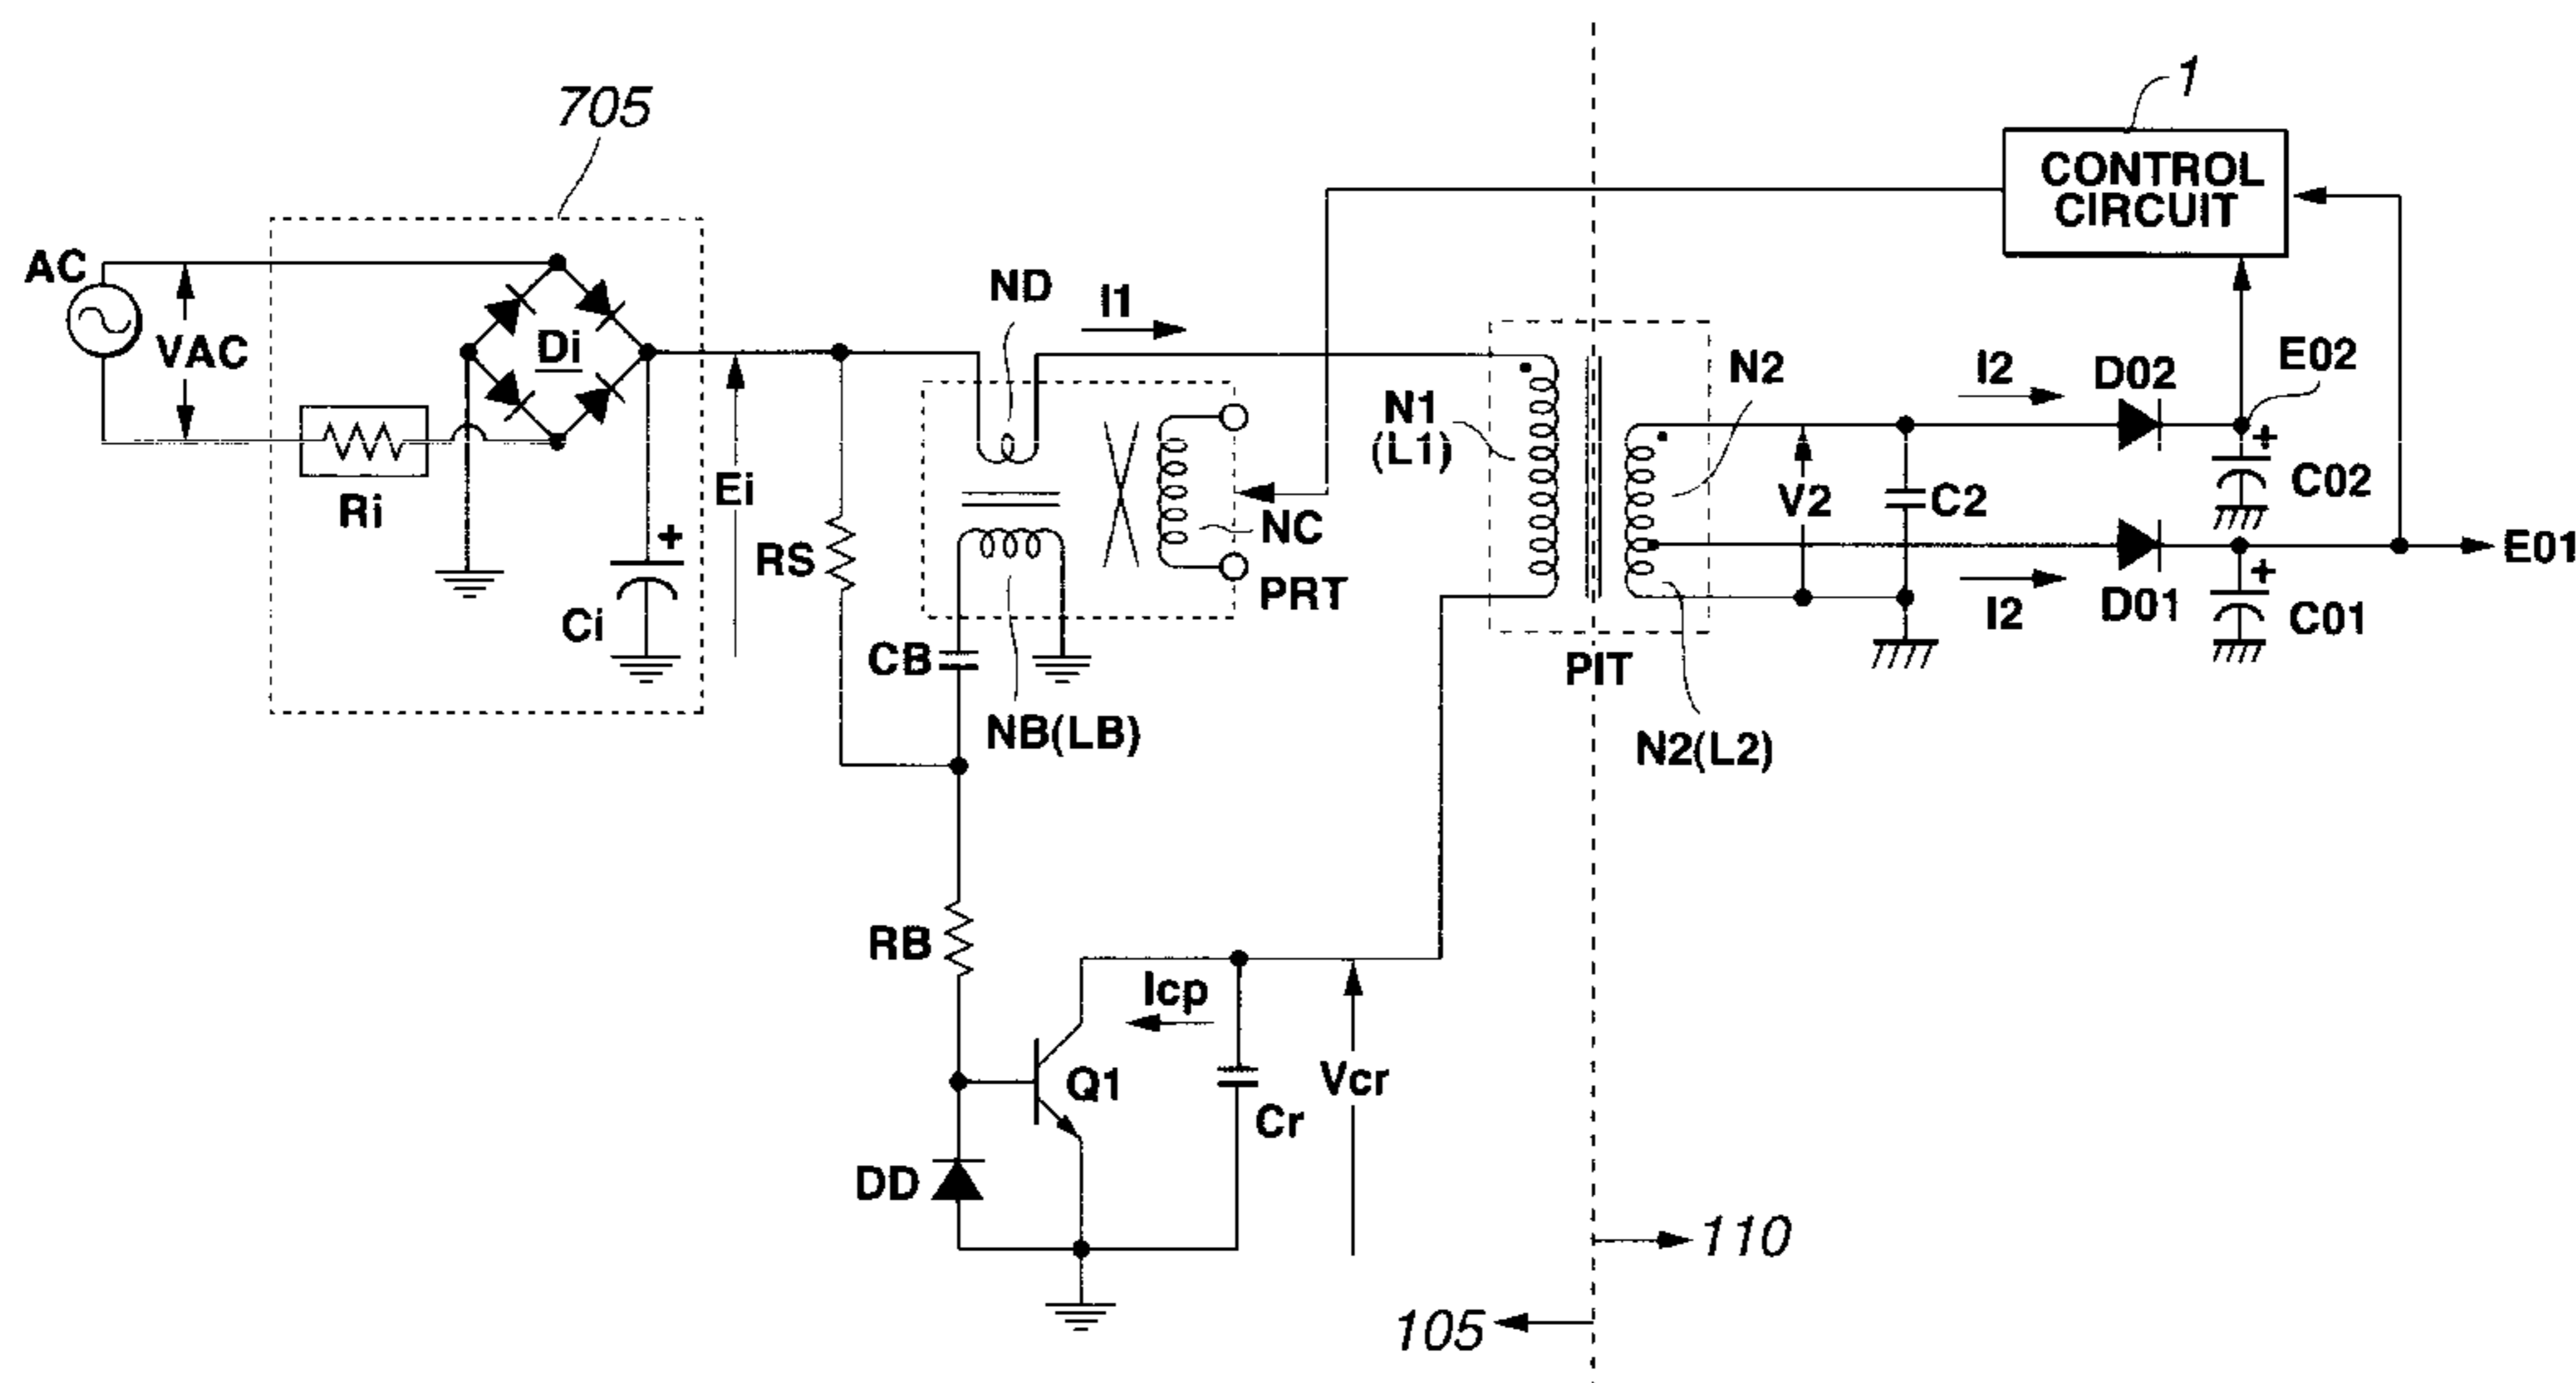 1
705
CONTROL
CIRCUIT
AC
VAC
Di
Ri
Ci
+
Ei
RS
ND
I1
NC
PRT
CB
NB(LB)
N1
(L1)
N2
PIT
N2(L2)
V2
C2
I2
D02
E02
+
C02
E01
I2
D01
+
C01
RB
Icp
Q1
Cr
Vcr
DD
110
105